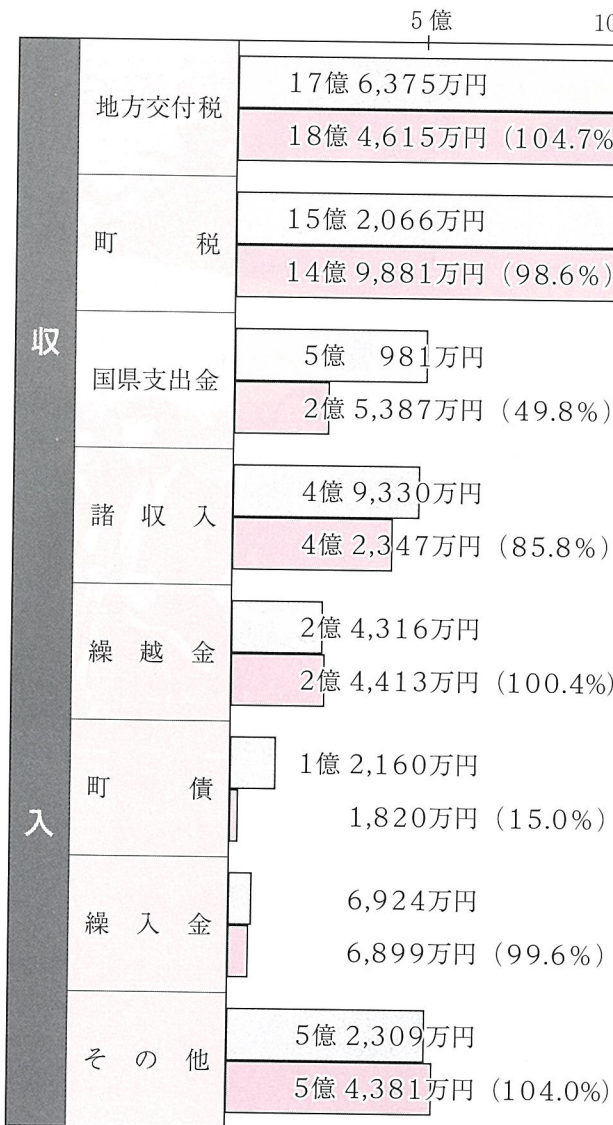 5億 10
収入
地方交付税
17億 6,375万円
18億 4,615万円 (104.7%
町税
15億 2,066万円
14億 9,881万円 (98.6%)
国県支出金
5億 981万円
2億 5,387万円 (49.8%)
諸収入
4億 9,330万円
4億 2,347万円 (85.8%)
繰越金
2億 4,316万円
2億 4,413万円 (100.4%)
町債
1億 2,160万円
1,820万円 (15.0%)
繰入金
6,924万円
6,899万円 (99.6%)
その他
5億 2,309万円
5億 4,381万円 (104.0%)